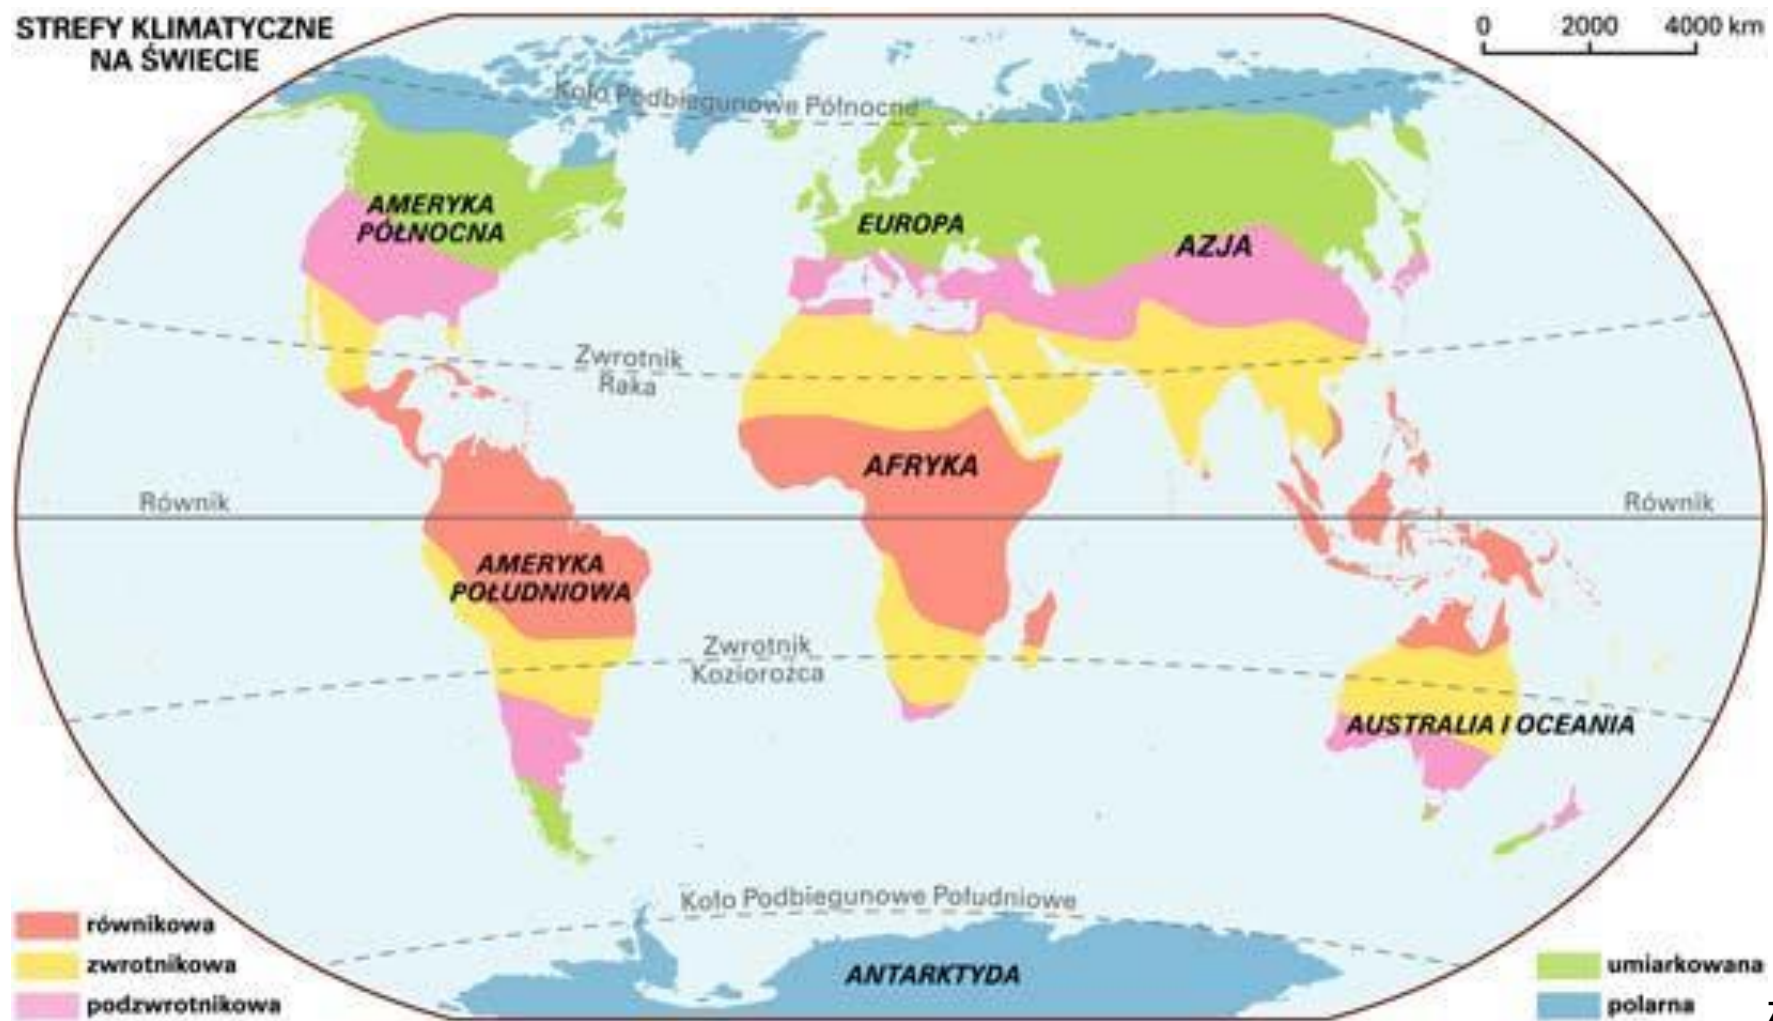 STREFY KLIMATYCZNE
NA ŚWIECIE
0 2000 4000 km
Koło Podbiegunowe Północne
AMERYKA
PÓŁNOCNA
EUROPA
AZJA
Zwrotnik
Raka
AFRYKA
Równik
Równik
AMERYKA
POŁUDNIOWA
Zwrotnik
Koziorożca
AUSTRALIA I OCEANIA
Koło Podbiegunowe Południowe
ANTARKTYDA
równikowa
zwrotnikowa
podzwrotnikowa
umiarkowana
polarna